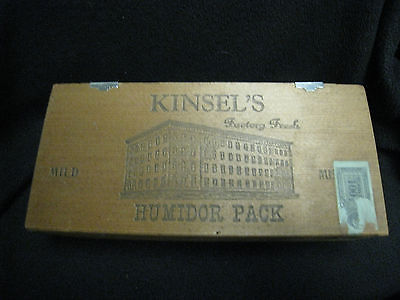 KINSEL'S
Factory Fresh
MILD
HUMIDOR PACK